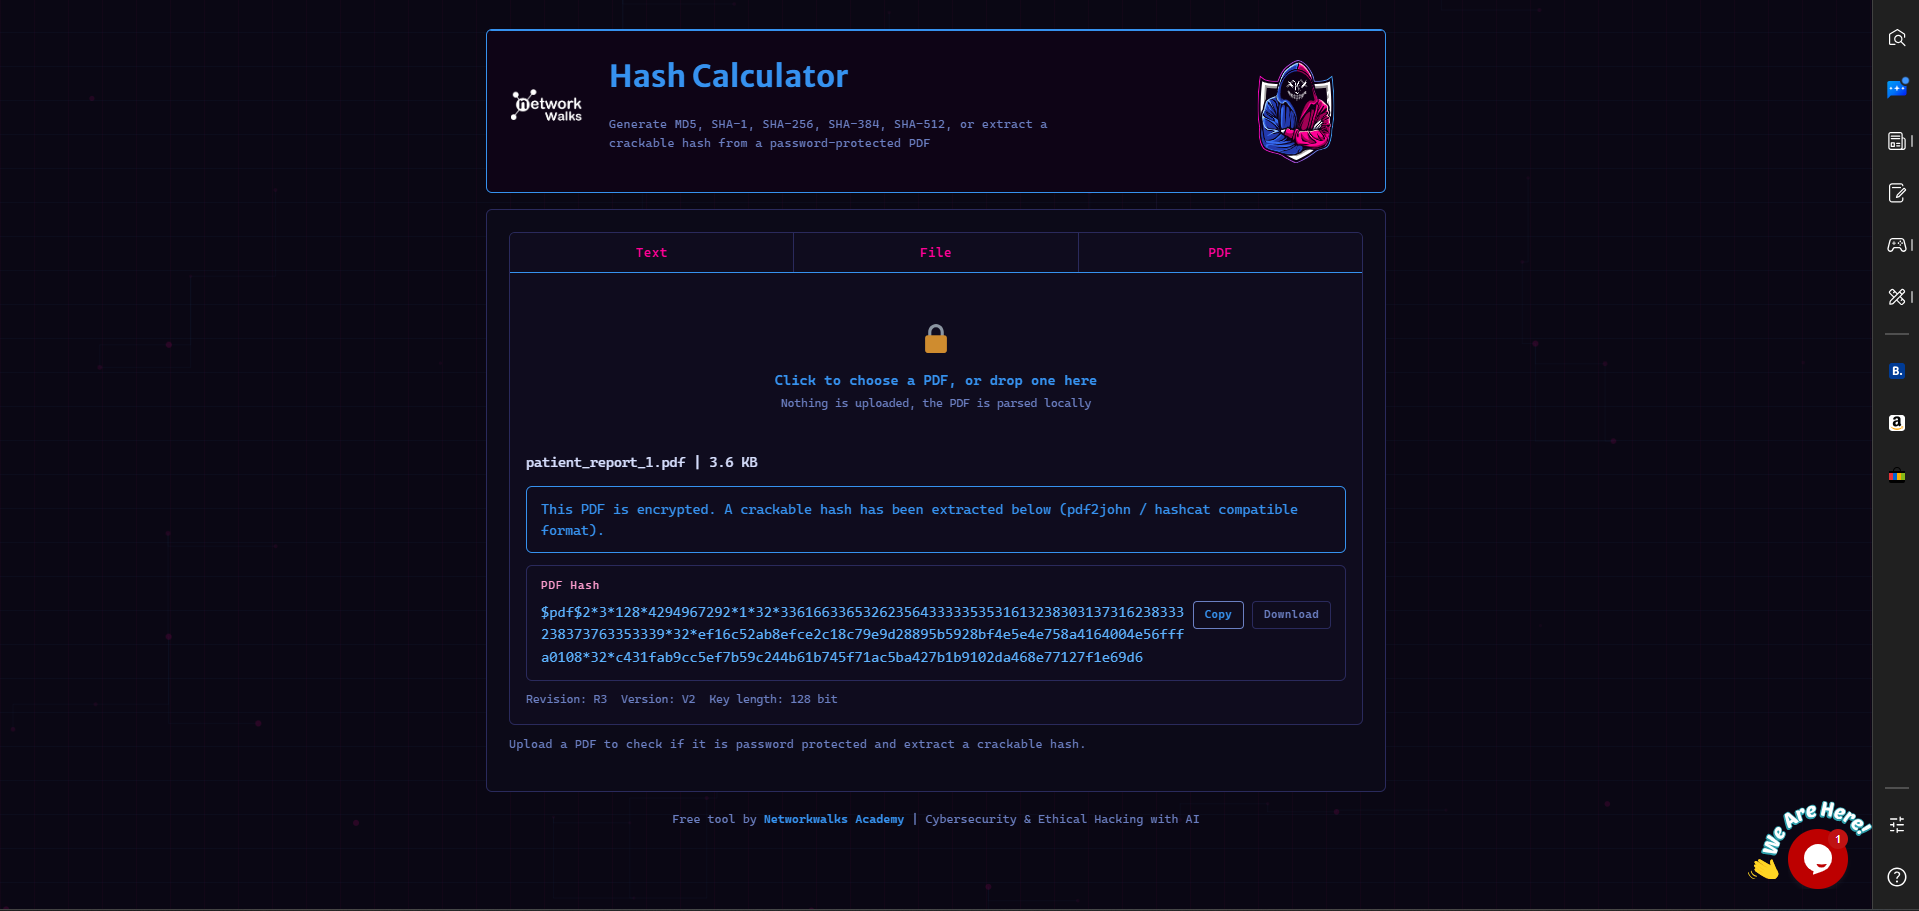 Hash Calculator
network
Walks
Generate MD5, SHA-1, SHA-256, SHA-384, SHA-512, or extract a
crackable hash from a password-protected PDF
Text
File
PDF
Click to choose a PDF, or drop one here
Nothing is uploaded, the PDF is parsed locally
patient_report_1.pdf | 3.6 KB
This PDF is encrypted. A crackable hash has been extracted below (pdf2john / hashcat compatible
format).
PDF Hash
$pdf$2*3*128*4294967292*1*32*3361663365326235643333353531613238303137316238333
238373763353339*32*ef16c52ab8efce2c18c79e9d28895b5928bf4e5e4e758a4164004e56fff
a0108*32*c431fab9cc5ef7b59c244b61b745f71ac5ba427b1b9102da468e77127f1e69d6
Copy
Download
Revision: R3 Version: V2 Key length: 128 bit
Upload a PDF to check if it is password protected and extract a crackable hash.
Free tool by Networkwalks Academy | Cybersecurity & Ethical Hacking with AI
We Are Here!
1
B.
a